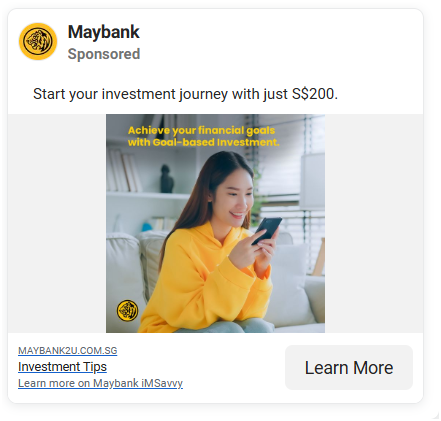 Maybank
Sponsored
Start your investment journey with just S$200.
Achieve your financial goals
with Goal-based Investment.
MAYBANK2U.COM.SG
Investment Tips
Learn more on Maybank iMSavvy
Learn More